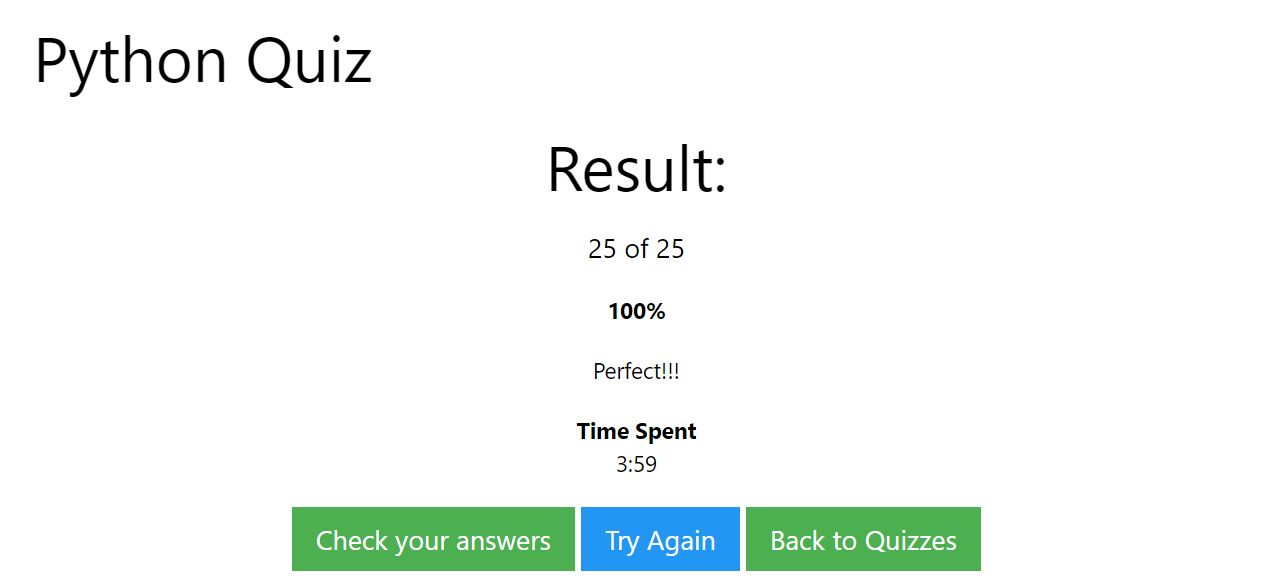 Python Quiz
Result:
25 of 25
100%
Perfect!!!
Time Spent
3:59
Check your answers Try Again Back to Quizzes